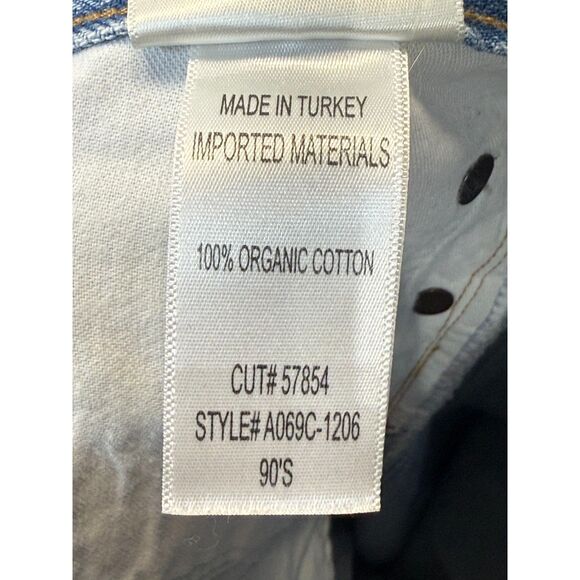 MADE IN TURKEY
IMPORTED MATERIALS
100% ORGANIC COTTON
CUT# 57854
STYLE# A069C-1206
90'S